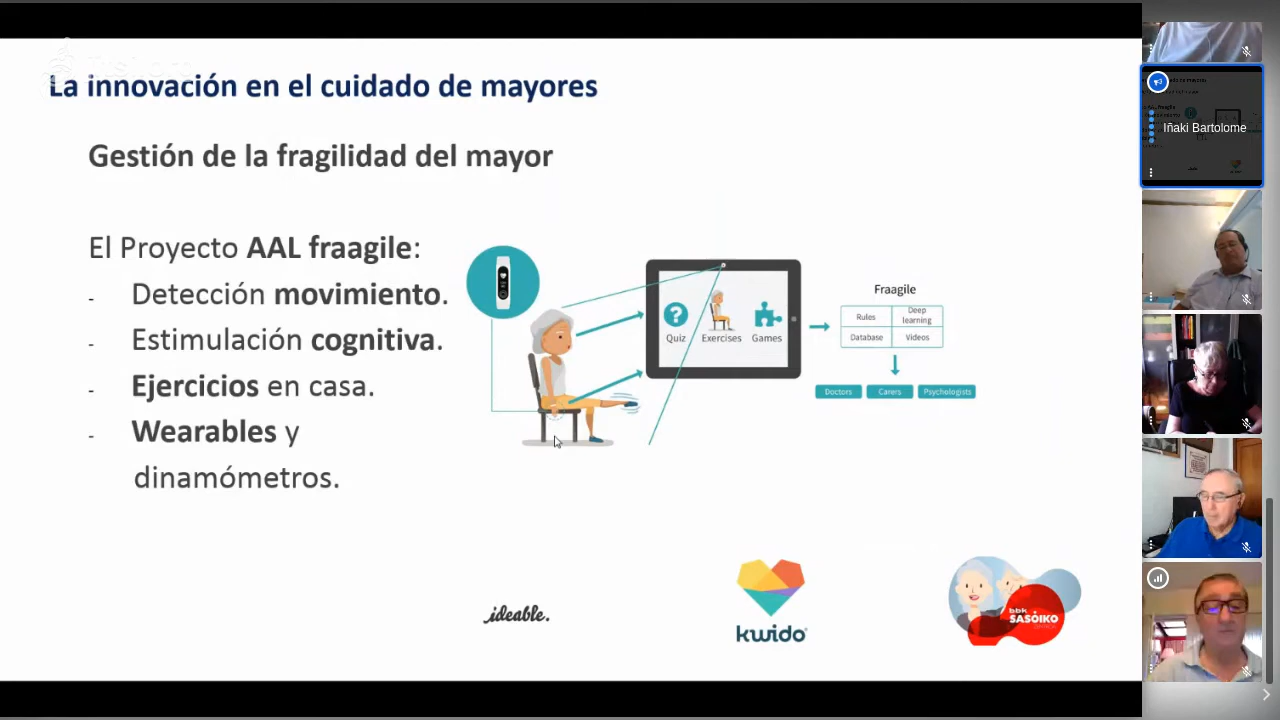 La innovación en el cuidado de mayores
Gestión de la fragilidad del mayor
El Proyecto AAL fraagile:
- Detección movimiento.
- Estimulación cognitiva.
- Ejercicios en casa.
- Wearables y
dinamómetros.
Quiz
Exercises
Games
Fraagile
Rules
Deep
learning
Database
Videos
Doctors
Carers
Psychologists
ideable.
kwido
bbk
SASOIKO
Iñaki Bartolome